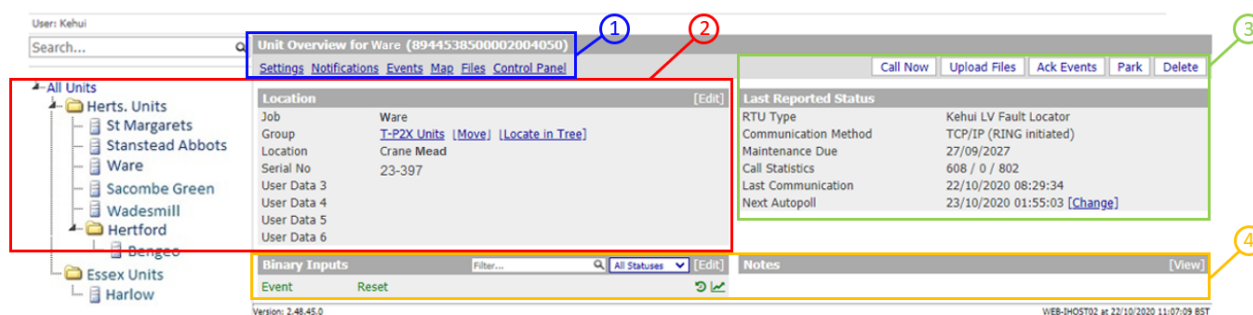 User: Kehui
Search...
All Units
Herts. Units
St Margarets
Stanstead Abbots
Ware
Sacombe Green
Wadesmill
Hertford
Bengeo
Essex Units
Harlow
1
2
3
Unit Overview for Ware (8944538500002004050)
Settings Notifications Events Map Files Control Panel
Call Now Upload Files Ack Events Park Delete
Location [Edit]
Job Ware
Group T-P2X Units [Move] [Locate in Tree]
Location Crane Mead
Serial No 23-397
User Data 3
User Data 4
User Data 5
User Data 6
Last Reported Status
RTU Type Kehui LV Fault Locator
Communication Method TCP/IP (RING initiated)
Maintenance Due 27/09/2027
Call Statistics 608 / 0 / 802
Last Communication 22/10/2020 08:29:34
Next Autopoll 23/10/2020 01:55:03 [Change]
4
Binary Inputs Filter... All Statuses [Edit]
Event Reset
Notes [View]
Version: 2.48.45.0
WEB-IHOST02 at 22/10/2020 11:07:09 BST